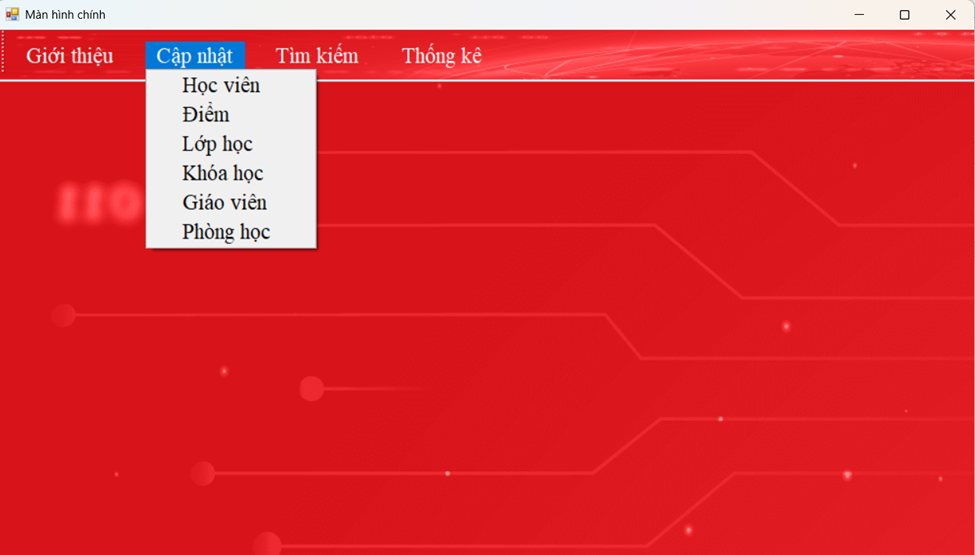 Màn hình chính
Giới thiệu Cập nhật Tìm kiếm Thống kê
Học viên
Điểm
Lớp học
Khóa học
Giáo viên
Phòng học